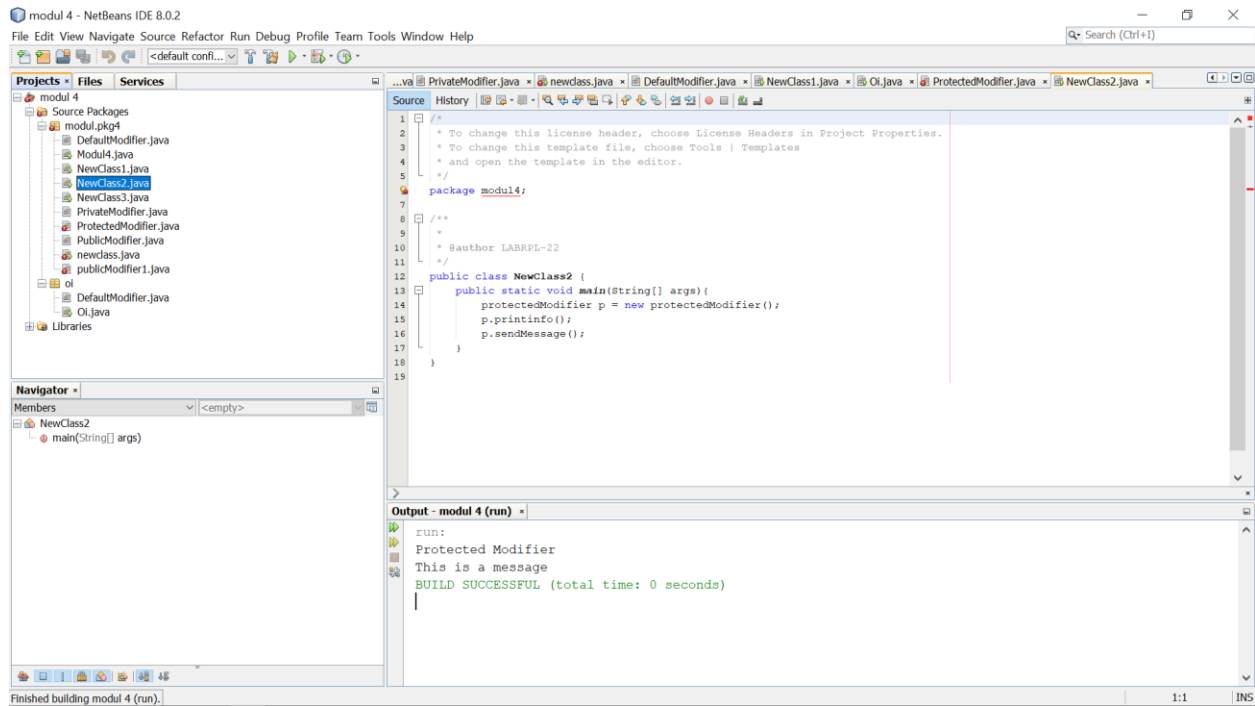 modul 4 - NetBeans IDE 8.0.2
File Edit View Navigate Source Refactor Run Debug Profile Team Tools Window Help
Search (Ctrl+I)
<default confi...
Projects Files Services
modul 4
Source Packages
modul.pkg4
DefaultModifier.java
Modul4.java
NewClass1.java
NewClass2.java
NewClass3.java
PrivateModifier.java
ProtectedModifier.java
PublicModifier.java
newclass.java
publicModifier1.java
oi
DefaultModifier.java
Oi.java
Libraries
Navigator
Members <empty>
NewClass2
main(String[] args)
...va PrivateModifier.java newclass.java DefaultModifier.java NewClass1.java Oi.java ProtectedModifier.java NewClass2.java
Source History
1 /*
2 * To change this license header, choose License Headers in Project Properties.
3 * To change this template file, choose Tools | Templates
4 * and open the template in the editor.
5 */
package modul4;
7
8 /**
9 *
10 * @author LABRPL-22
11 */
12 public class NewClass2 {
13 public static void main(String[] args){
14 protectedModifier p = new protectedModifier();
15 p.printinfo();
16 p.sendMessage();
17 }
18 }
19
Output - modul 4 (run)
run:
Protected Modifier
This is a message
BUILD SUCCESSFUL (total time: 0 seconds)
Finished building modul 4 (run).
1:1 INS